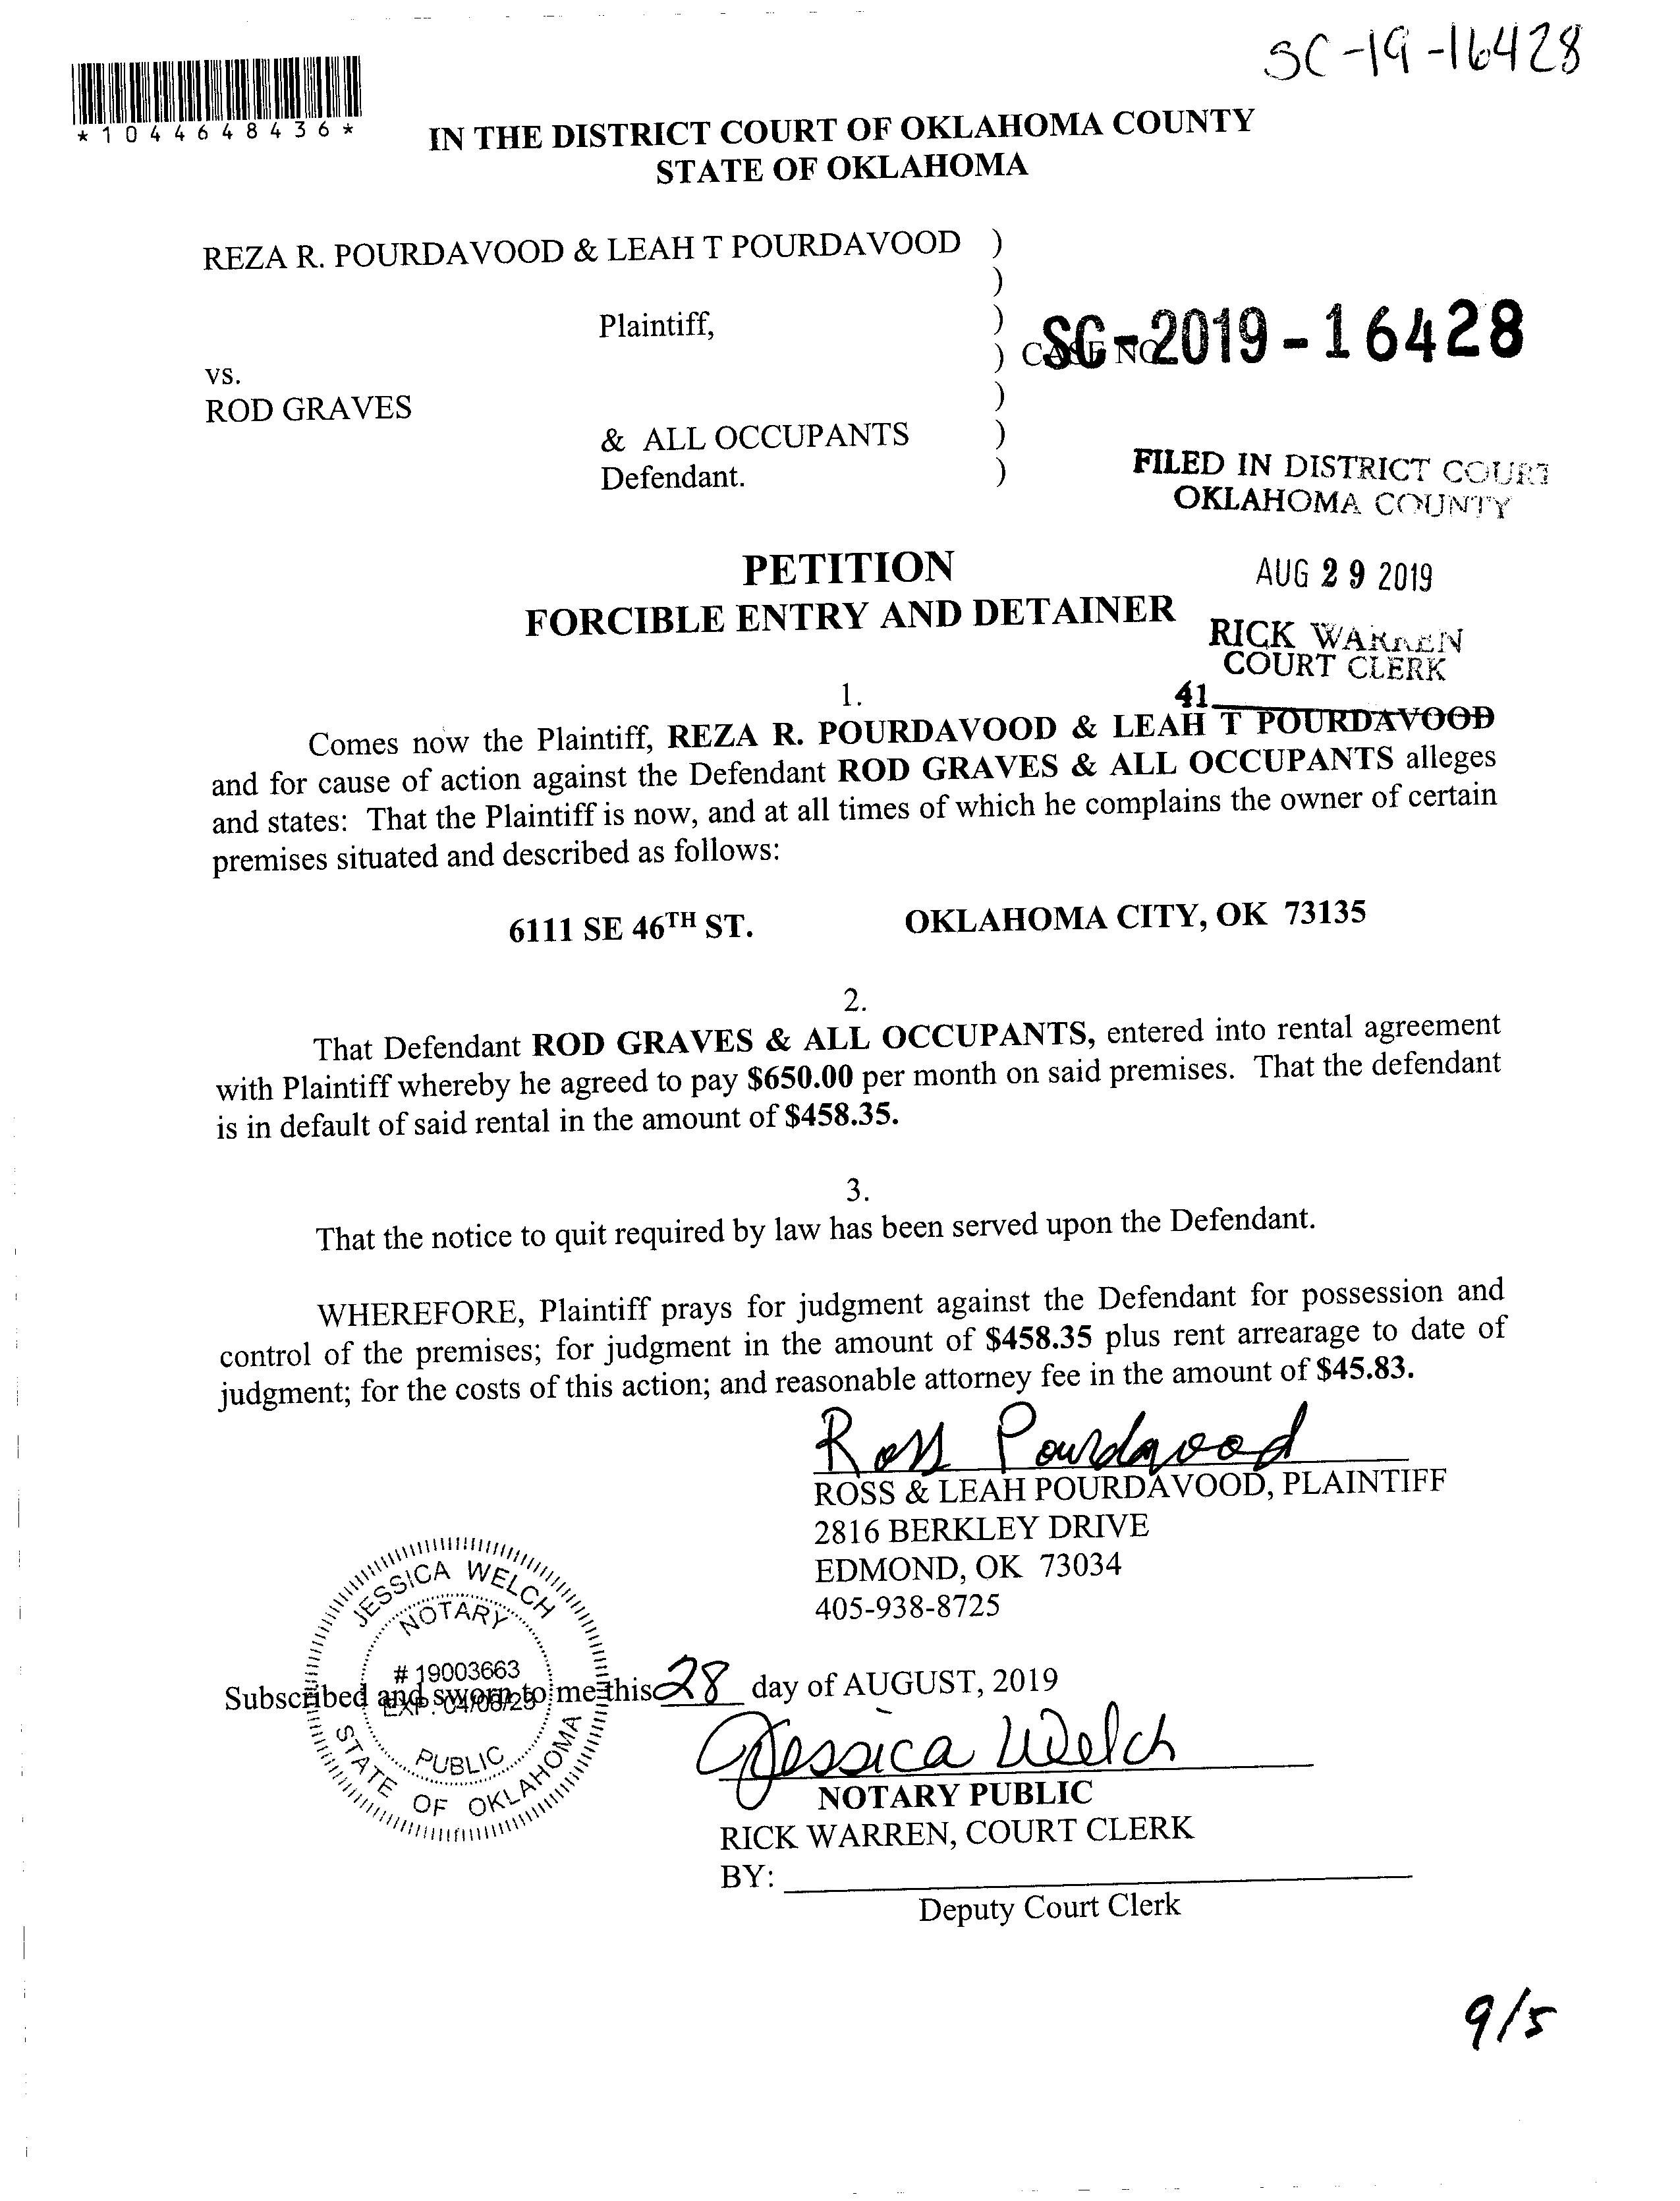 SC-19-16428
*1044648436*
IN THE DISTRICT COURT OF OKLAHOMA COUNTY
STATE OF OKLAHOMA
REZA R. POURDAVOOD & LEAH T POURDAVOOD )
)
Plaintiff, )
) CASE NO. SC-2019-16428
vs.
)
ROD GRAVES
& ALL OCCUPANTS )
Defendant. )
FILED IN DISTRICT COURT
OKLAHOMA COUNTY
PETITION
AUG 29 2019
FORCIBLE ENTRY AND DETAINER
RICK WARREN
COURT CLERK
1.
41
Comes now the Plaintiff, REZA R. POURDAVOOD & LEAH T POURDAVOOD
and for cause of action against the Defendant ROD GRAVES & ALL OCCUPANTS alleges
and states: That the Plaintiff is now, and at all times of which he complains the owner of certain
premises situated and described as follows:
6111 SE 46TH ST. OKLAHOMA CITY, OK 73135
2.
That Defendant ROD GRAVES & ALL OCCUPANTS, entered into rental agreement
with Plaintiff whereby he agreed to pay $650.00 per month on said premises. That the defendant
is in default of said rental in the amount of $458.35.
3.
That the notice to quit required by law has been served upon the Defendant.
WHEREFORE, Plaintiff prays for judgment against the Defendant for possession and
control of the premises; for judgment in the amount of $458.35 plus rent arrearage to date of
judgment; for the costs of this action; and reasonable attorney fee in the amount of $45.83.
Ross Pourdavood
ROSS & LEAH POURDAVOOD, PLAINTIFF
2816 BERKLEY DRIVE
EDMOND, OK 73034
405-938-8725
JESSICA WELCH
NOTARY
# 19003663
EXP. 04/08/23
PUBLIC
STATE OF OKLAHOMA
Subscribed and sworn to me this 28 day of AUGUST, 2019
Jessica Welch
NOTARY PUBLIC
RICK WARREN, COURT CLERK
BY:
Deputy Court Clerk
9/5